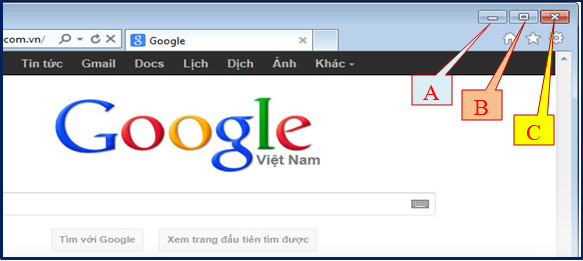 .com.vn/
Google
Tin tức Gmail Docs Lịch Dịch Ảnh Khác
A
B
C
Google
Việt Nam
Tìm với Google Xem trang đầu tiên tìm được